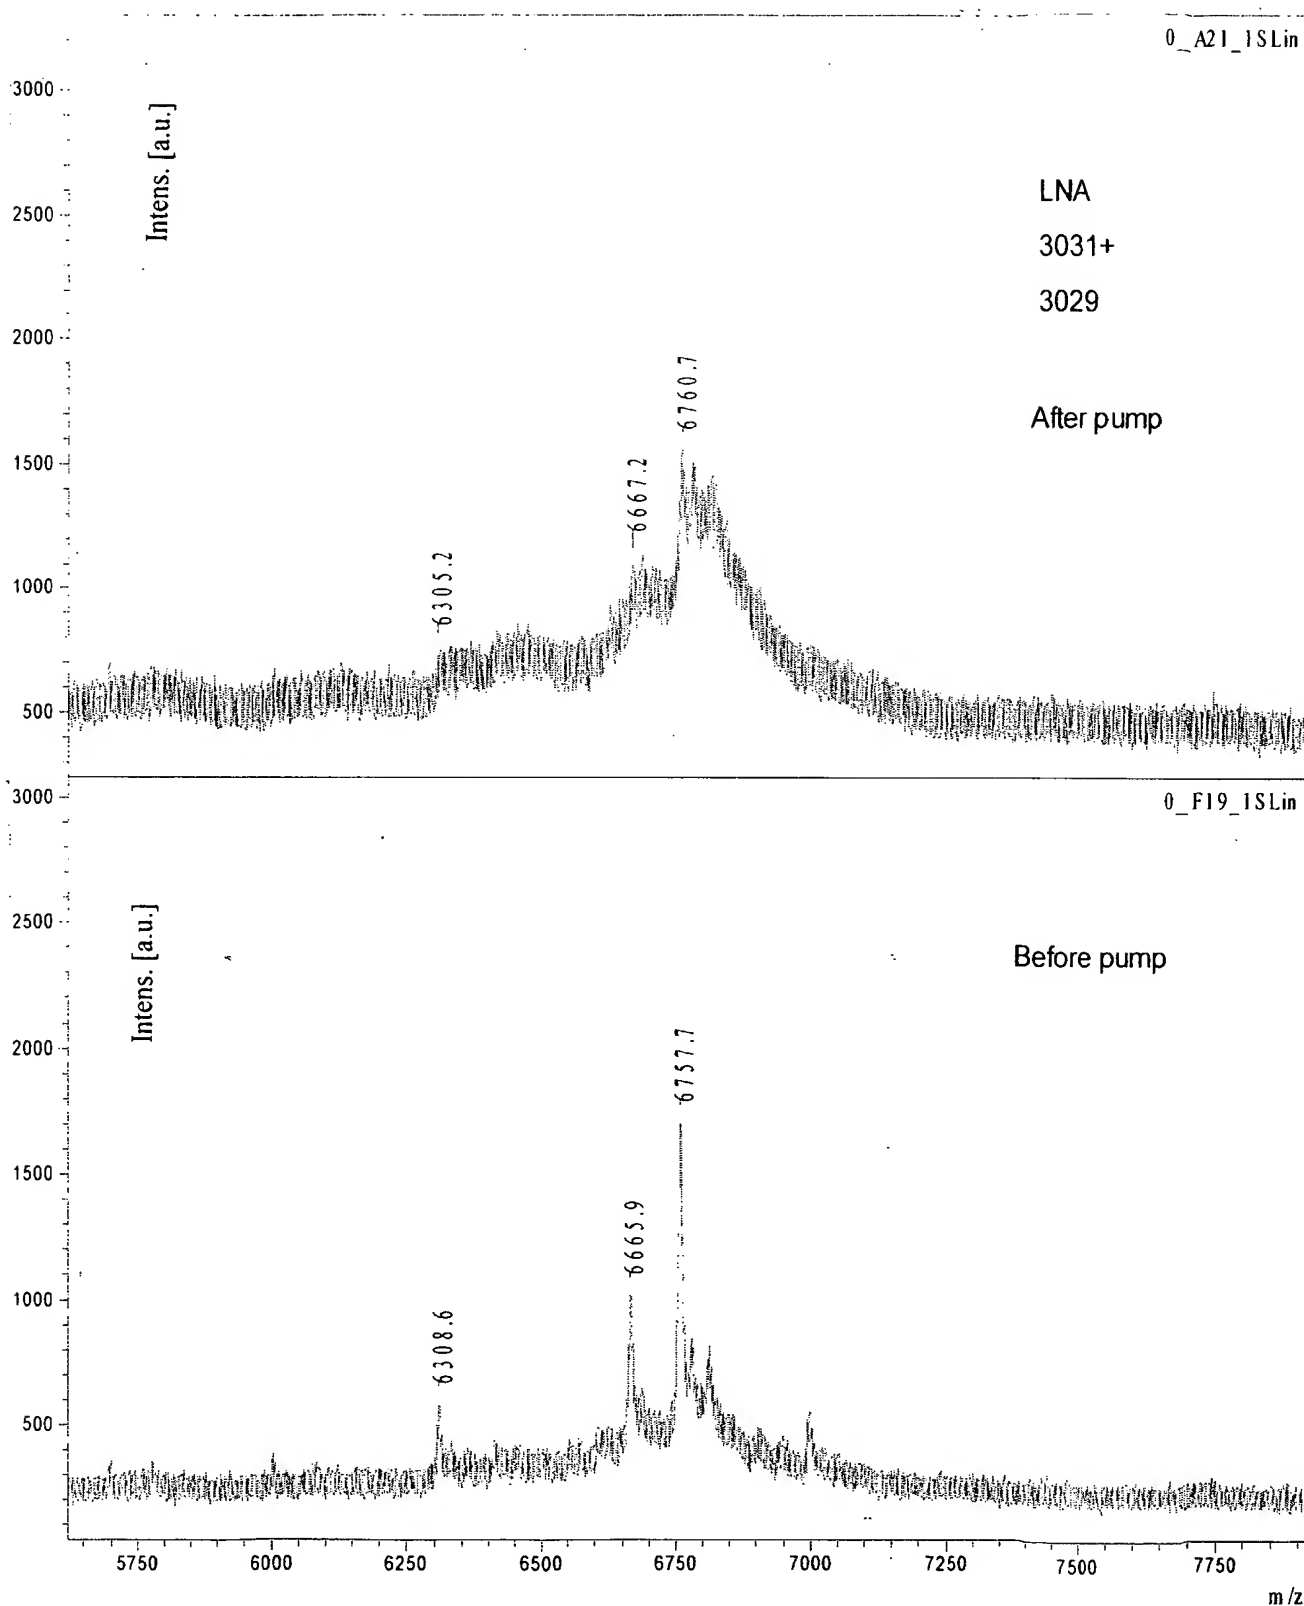 0_A21_1SLin
3000
Intens. [a.u.]
2500
2000
1500
1000
500
LNA
3031+
3029
After pump
6305.2
6667.2
6760.7
0_F19_1SLin
3000
Intens. [a.u.]
2500
2000
1500
1000
500
Before pump
6308.6
6665.9
6757.7
5750 6000 6250 6500 6750 7000 7250 7500 7750
m/z